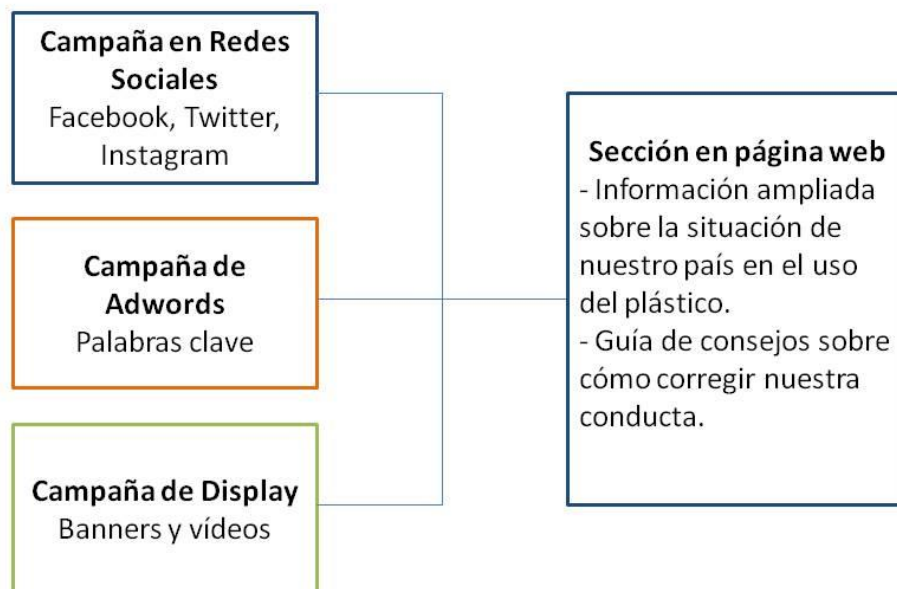 Campaña en Redes
Sociales
Facebook, Twitter,
Instagram
Campaña de
Adwords
Palabras clave
Campaña de Display
Banners y vídeos
Sección en página web
- Información ampliada
sobre la situación de
nuestro país en el uso
del plástico.
- Guía de consejos sobre
cómo corregir nuestra
conducta.